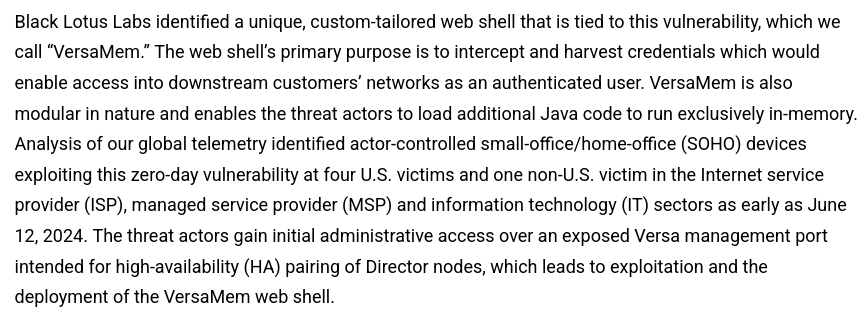 Black Lotus Labs identified a unique, custom-tailored web shell that is tied to this vulnerability, which we
call “VersaMem.” The web shell’s primary purpose is to intercept and harvest credentials which would
enable access into downstream customers’ networks as an authenticated user. VersaMem is also
modular in nature and enables the threat actors to load additional Java code to run exclusively in-memory.
Analysis of our global telemetry identified actor-controlled small-office/home-office (SOHO) devices
exploiting this zero-day vulnerability at four U.S. victims and one non-U.S. victim in the Internet service
provider (ISP), managed service provider (MSP) and information technology (IT) sectors as early as June
12, 2024. The threat actors gain initial administrative access over an exposed Versa management port
intended for high-availability (HA) pairing of Director nodes, which leads to exploitation and the
deployment of the VersaMem web shell.